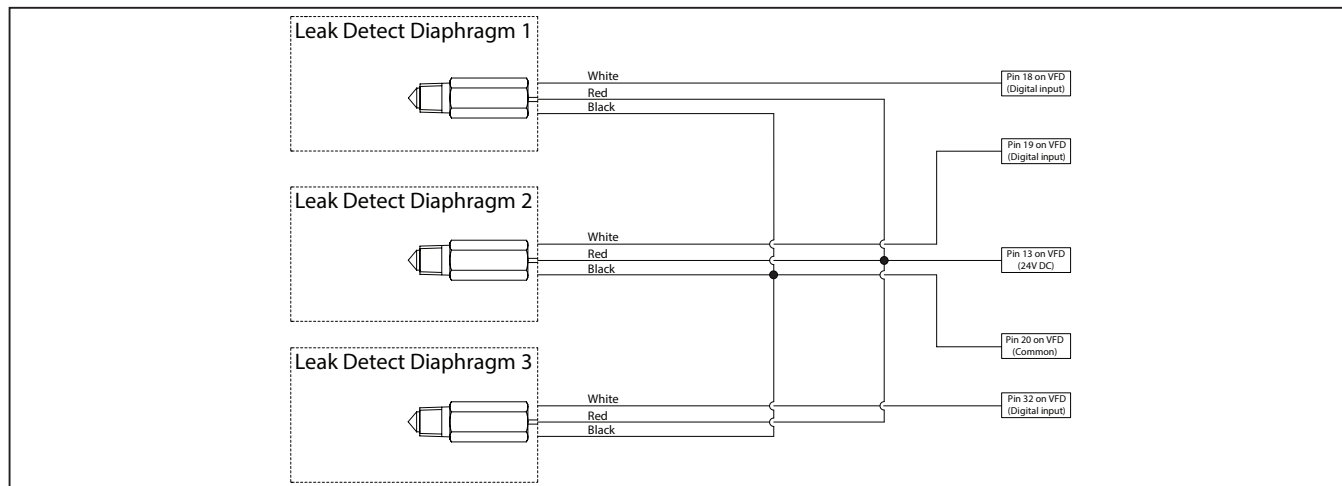 Leak Detect Diaphragm 1
White
Red
Black
Pin 18 on VFD
(Digital input)
Pin 19 on VFD
(Digital input)
Leak Detect Diaphragm 2
White
Red
Black
Pin 13 on VFD
(24V DC)
Pin 20 on VFD
(Common)
Leak Detect Diaphragm 3
White
Red
Black
Pin 32 on VFD
(Digital input)